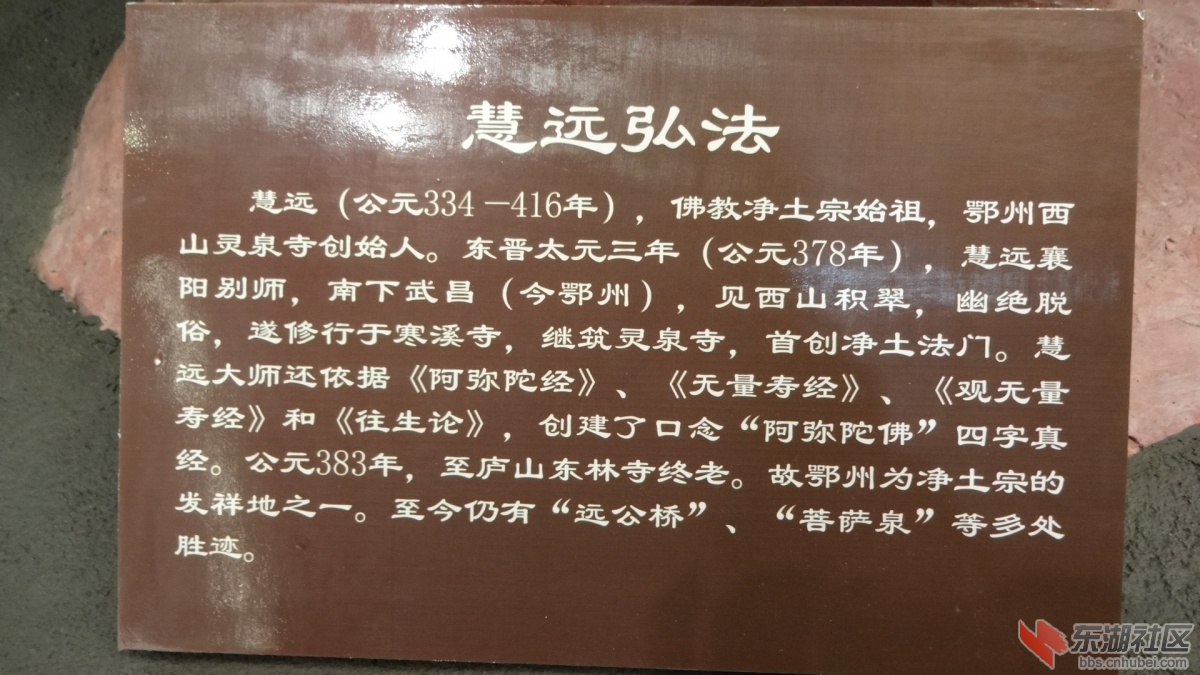 慧远弘法
慧远（公元334－416年），佛教净土宗始祖，鄂州西
山灵泉寺创始人。东晋太元三年（公元378年），慧远襄
阳别师，南下武昌（今鄂州），见西山积翠，幽绝脱
俗，遂修行于寒溪寺，继筑灵泉寺，首创净土法门。慧
远大师还依据《阿弥陀经》、《无量寿经》、《观无量
寿经》和《往生论》，创建了口念“阿弥陀佛”四字真
经。公元383年，至庐山东林寺终老。故鄂州为净土宗的
发祥地之一。至今仍有“远公桥”、“菩萨泉”等多处
胜迹。
东湖社区
bbs.cnhubei.com